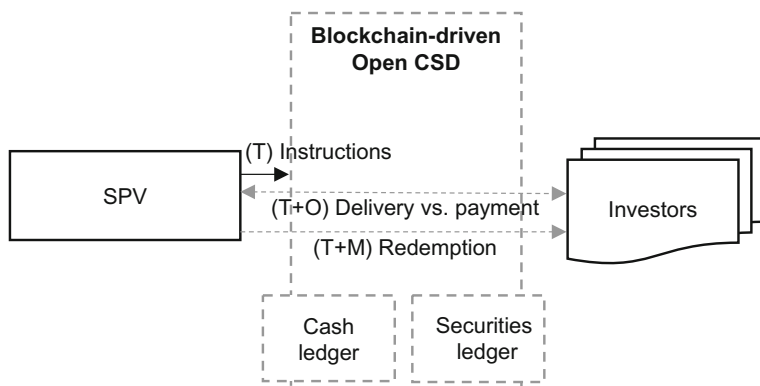 Blockchain-driven
Open CSD
(T) Instructions
SPV
(T+O) Delivery vs. payment
Investors
(T+M) Redemption
Cash
ledger
Securities
ledger